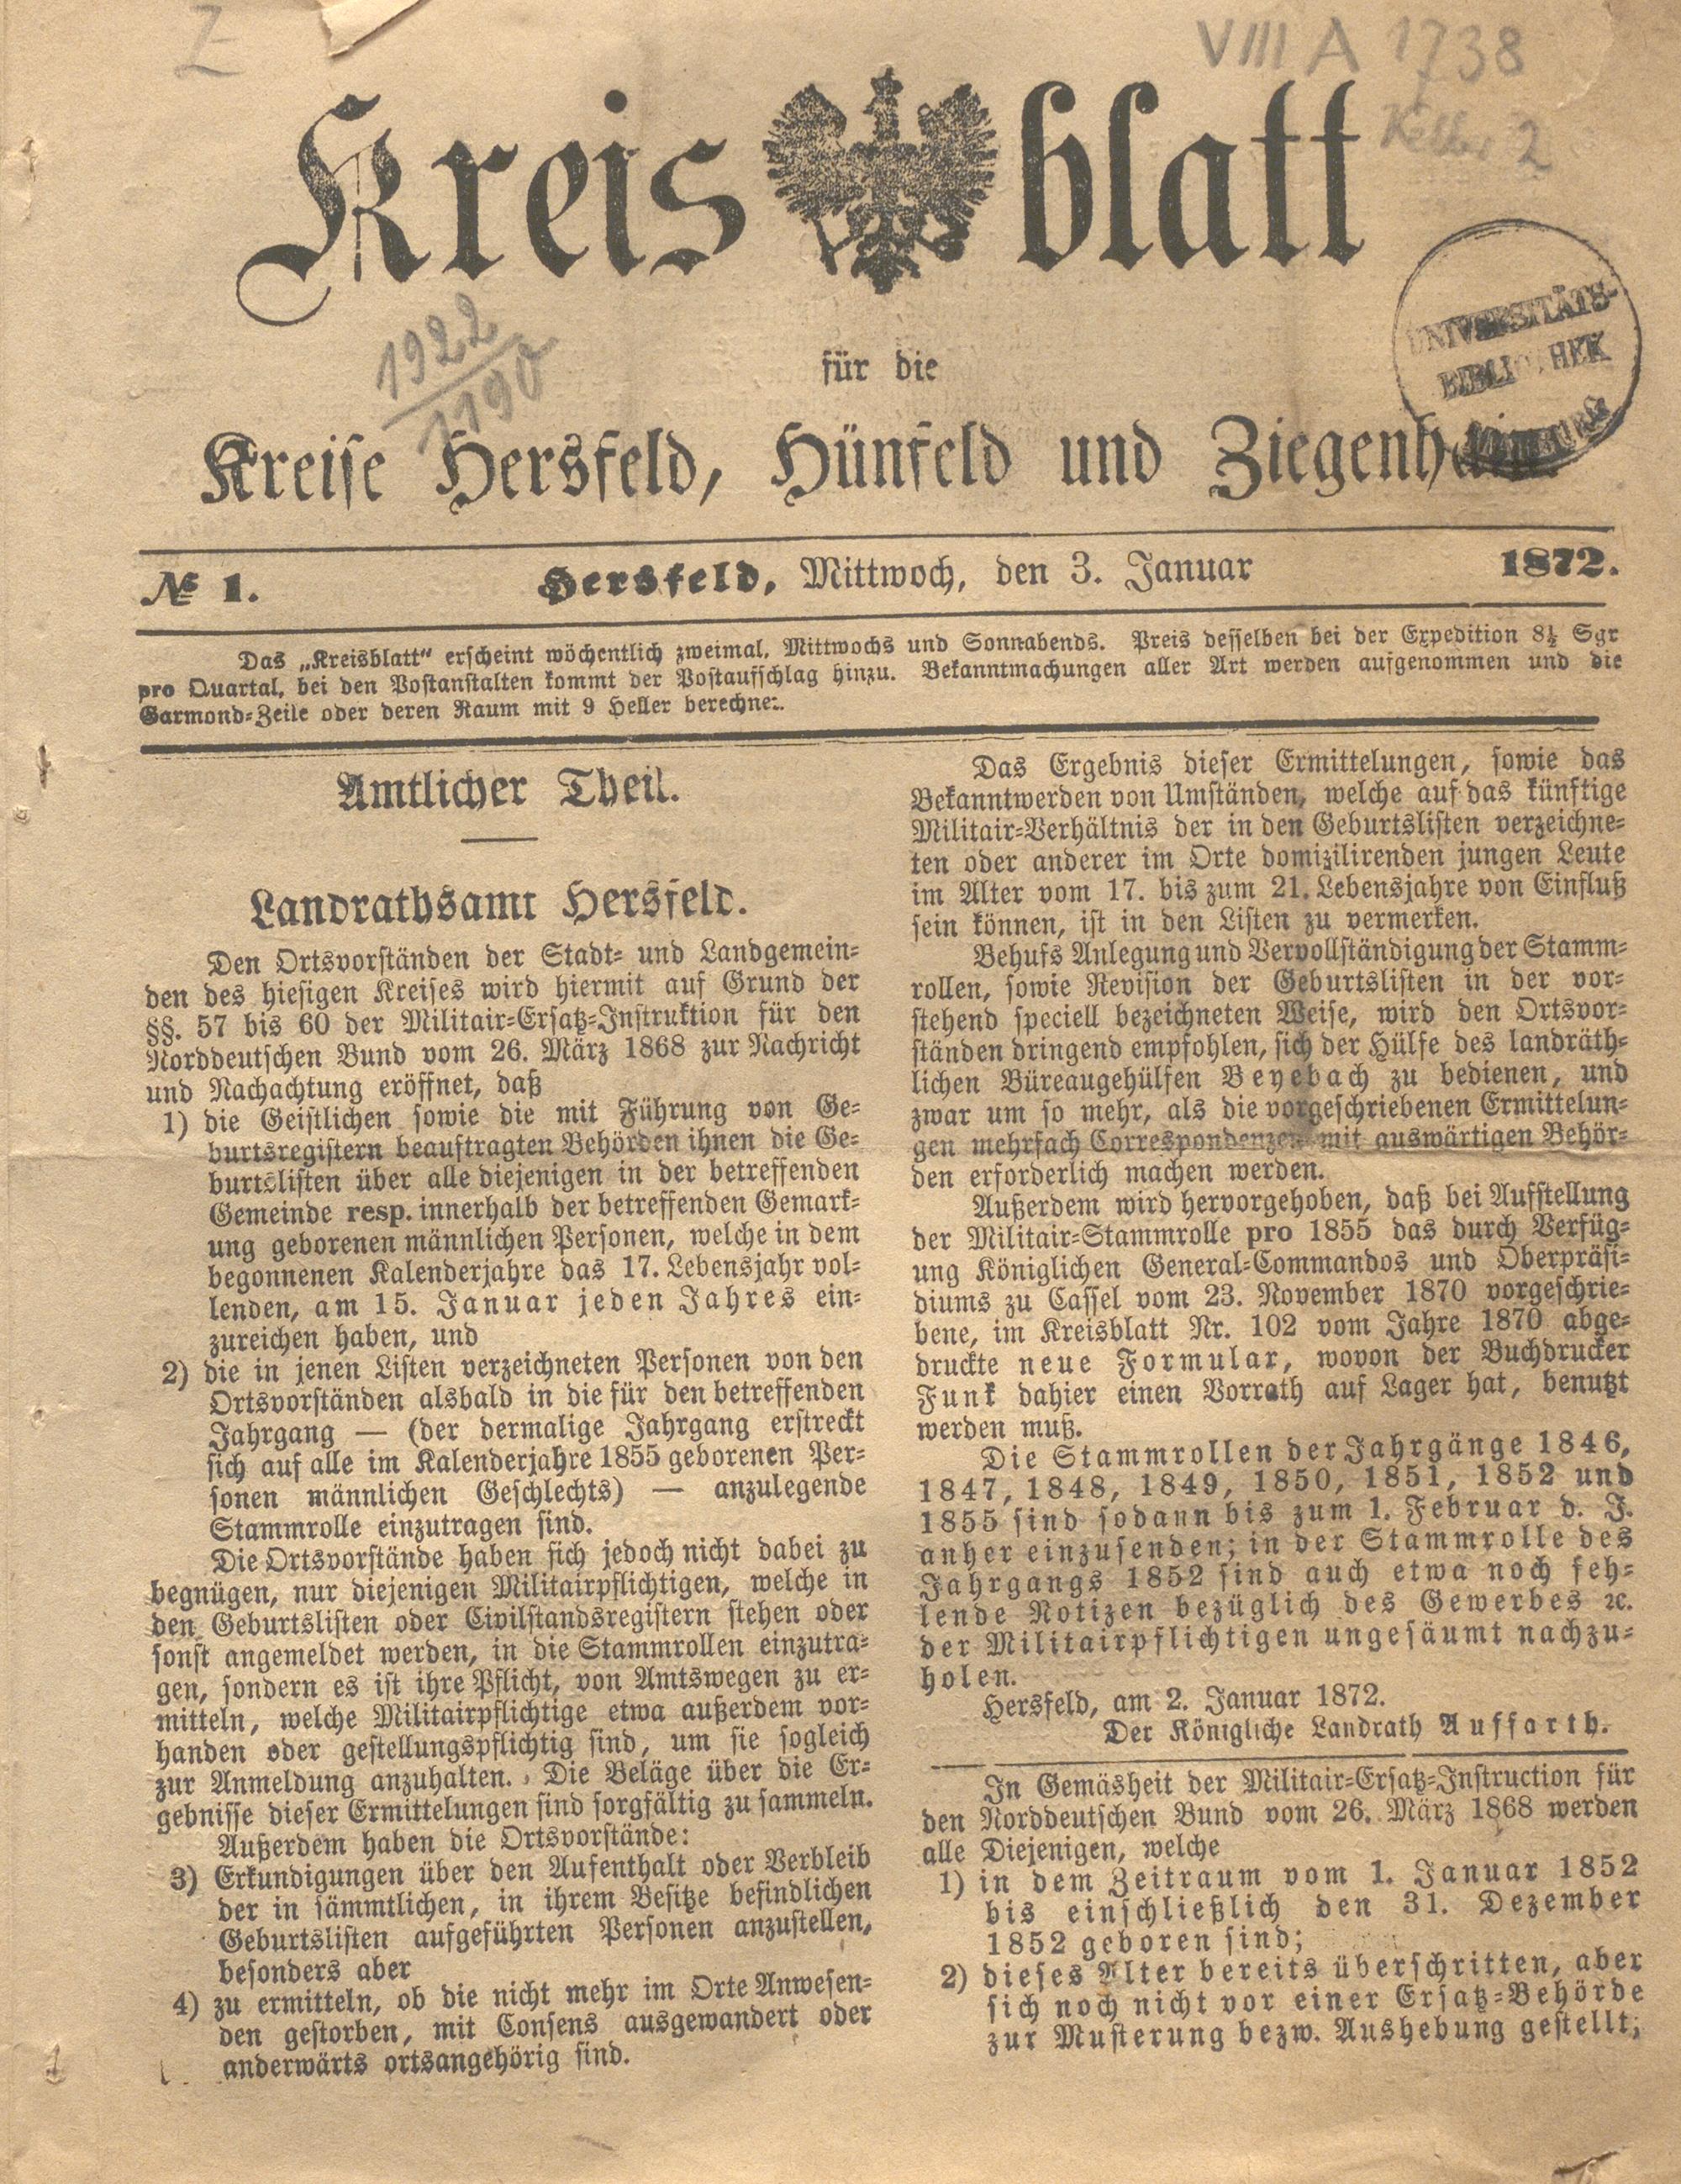 Z
VIII A 1738
2
Kreisblatt
1922
1190
UNIVERSITÄTS-
BIBLIOTHEK
für die
Kreise Hersfeld, Hünfeld und Ziegenhain
№ 1.
Hersfeld, Mittwoch, den 3. Januar
1872.
Das „Kreisblatt“ erscheint wöchentlich zweimal, Mittwochs und Sonnabends. Preis desselben bei der Expedition 8½ Sgr
pro Quartal, bei den Postanstalten kommt der Postaufschlag hinzu. Bekanntmachungen aller Art werden aufgenommen und die
Garmond-Zeile oder deren Raum mit 9 Heller berechnet.
Amtlicher Theil.
Landrathsamt Hersfeld.
Den Ortsvorständen der Stadt- und Landgemein-
den des hiesigen Kreises wird hiermit auf Grund der
§§. 57 bis 60 der Militair-Ersatz-Instruktion für den
Norddeutschen Bund vom 26. März 1868 zur Nachricht
und Nachachtung eröffnet, daß
1) die Geistlichen sowie die mit Führung von Ge-
burtsregistern beauftragten Behörden ihnen die Ge-
burtslisten über alle diejenigen in der betreffenden
Gemeinde resp. innerhalb der betreffenden Gemark-
ung geborenen männlichen Personen, welche in dem
begonnenen Kalenderjahre das 17. Lebensjahr vol-
lenden, am 15. Januar jeden Jahres ein-
zureichen haben, und
2) die in jenen Listen verzeichneten Personen von den
Ortsvorständen alsbald in die für den betreffenden
Jahrgang — (der dermalige Jahrgang erstreckt
sich auf alle im Kalenderjahre 1855 geborenen Per-
sonen männlichen Geschlechts) — anzulegende
Stammrolle einzutragen sind.
Die Ortsvorstände haben sich jedoch nicht dabei zu
begnügen, nur diejenigen Militairpflichtigen, welche in
den Geburtslisten oder Civilstandsregistern stehen oder
sonst angemeldet werden, in die Stammrollen einzutra-
gen, sondern es ist ihre Pflicht, von Amtswegen zu er-
mitteln, welche Militairpflichtige etwa außerdem vor-
handen oder gestellungspflichtig sind, um sie sogleich
zur Anmeldung anzuhalten. Die Beläge über die Er-
gebnisse dieser Ermittelungen sind sorgfältig zu sammeln.
Außerdem haben die Ortsvorstände:
3) Erkundigungen über den Aufenthalt oder Verbleib
der in sämmtlichen, in ihrem Besitze befindlichen
Geburtslisten aufgeführten Personen anzustellen,
besonders aber
4) zu ermitteln, ob die nicht mehr im Orte Anwesen-
den gestorben, mit Consens ausgewandert oder
anderwärts ortsangehörig sind.
Das Ergebnis dieser Ermittelungen, sowie das
Bekanntwerden von Umständen, welche auf das künftige
Militair-Verhältnis der in den Geburtslisten verzeichne-
ten oder anderer im Orte domizilirenden jungen Leute
im Alter vom 17. bis zum 21. Lebensjahre von Einfluß
sein können, ist in den Listen zu vermerken.
Behufs Anlegung und Vervollständigung der Stamm-
rollen, sowie Revision der Geburtslisten in der vor-
stehend speciell bezeichneten Weise, wird den Ortsvor-
ständen dringend empfohlen, sich der Hülfe des landräth-
lichen Büreaugehülfen Beyebach zu bedienen, und
zwar um so mehr, als die vorgeschriebenen Ermittelun-
gen mehrfach Correspondenzen mit auswärtigen Behör-
den erforderlich machen werden.
Außerdem wird hervorgehoben, daß bei Aufstellung
der Militair-Stammrolle pro 1855 das durch Verfüg-
ung Königlichen General-Commandos und Oberpräsi-
diums zu Cassel vom 23. November 1870 vorgeschrie-
bene, im Kreisblatt Nr. 102 vom Jahre 1870 abge-
druckte neue Formular, wovon der Buchdrucker
Funk dahier einen Vorrath auf Lager hat, benutzt
werden muß.
Die Stammrollen der Jahrgänge 1846,
1847, 1848, 1849, 1850, 1851, 1852 und
1855 sind sodann bis zum 1. Februar d. J.
anher einzusenden; in der Stammrolle des
Jahrgangs 1852 sind auch etwa noch feh-
lende Notizen bezüglich des Gewerbes ꝛc.
der Militairpflichtigen ungesäumt nachzu-
holen.
Hersfeld, am 2. Januar 1872.
Der Königliche Landrath Auffarth.
In Gemäsheit der Militair-Ersatz-Instruction für
den Norddeutschen Bund vom 26. März 1868 werden
alle Diejenigen, welche
1) in dem Zeitraum vom 1. Januar 1852
bis einschließlich den 31. Dezember
1852 geboren sind;
2) dieses Alter bereits überschritten, aber
sich noch nicht vor einer Ersatz-Behörde
zur Musterung bezw. Aushebung gestellt;